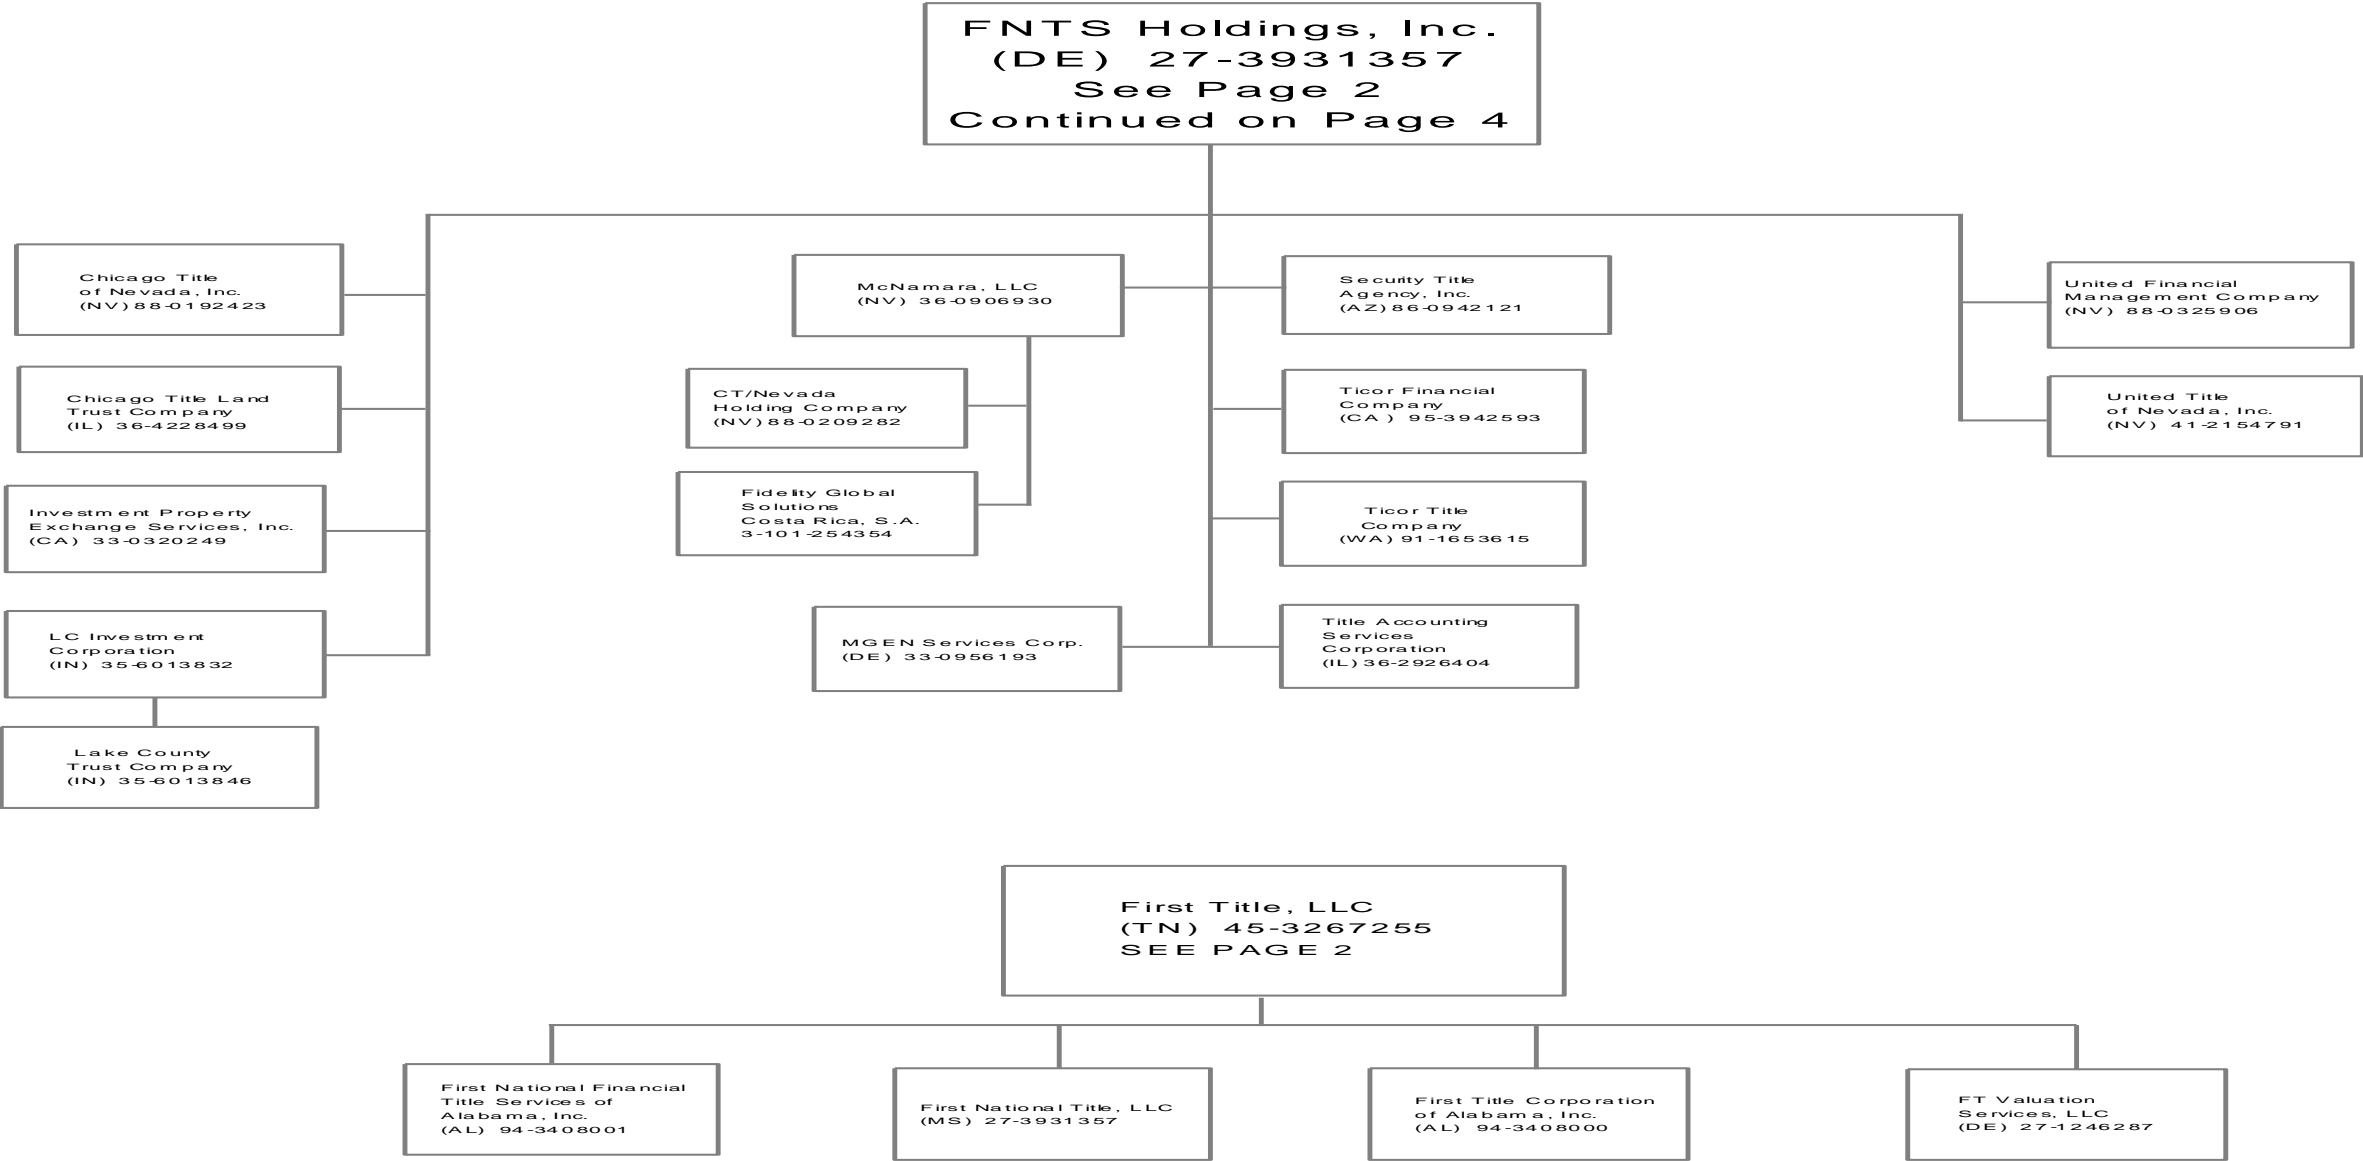 FNTS Holdings, Inc.
(DE) 27-3931357
See Page 2
Continued on Page 4
Chicago Title
of Nevada, Inc.
(NV) 88-0192423
Chicago Title Land
Trust Company
(IL) 36-4228499
Investment Property
Exchange Services, Inc.
(CA) 33-0320249
LC Investment
Corporation
(IN) 35-6013832
Lake County
Trust Company
(IN) 35-6013846
McNamara, LLC
(NV) 36-0906930
CT/Nevada
Holding Company
(NV) 88-0209282
Fidelity Global
Solutions
Costa Rica, S.A.
3-101-254354
MGEN Services Corp.
(DE) 33-0956193
Security Title
Agency, Inc.
(AZ) 86-0942121
Ticor Financial
Company
(CA ) 95-3942593
Ticor Title
Company
(WA) 91-1653615
Title Accounting
Services
Corporation
(IL) 36-2926404
United Financial
Management Company
(NV) 88-0325906
United Title
of Nevada, Inc.
(NV) 41-2154791
First Title, LLC
(TN) 45-3267255
SEE PAGE 2
First National Financial
Title Services of
Alabama, Inc.
(AL) 94-3408001
First National Title, LLC
(MS) 27-3931357
First Title Corporation
of Alabama, Inc.
(AL) 94-3408000
FT Valuation
Services, LLC
(DE) 27-1246287